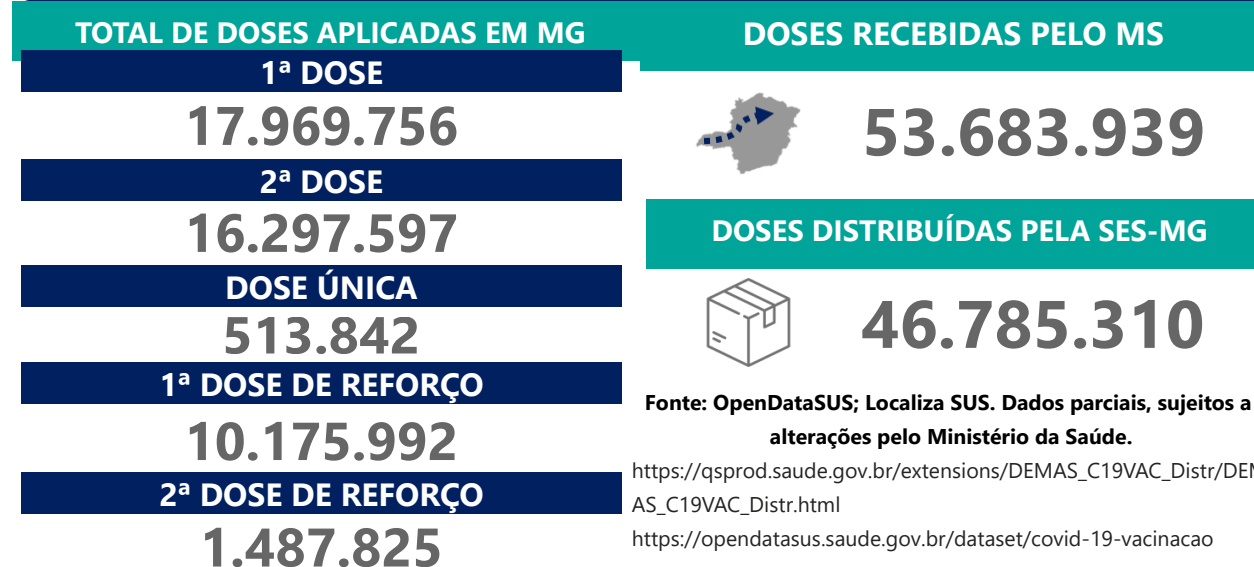 TOTAL DE DOSES APLICADAS EM MG
1ª DOSE
17.969.756
2ª DOSE
16.297.597
DOSE ÚNICA
513.842
1ª DOSE DE REFORÇO
10.175.992
2ª DOSE DE REFORÇO
1.487.825
DOSES RECEBIDAS PELO MS
53.683.939
DOSES DISTRIBUÍDAS PELA SES-MG
46.785.310
Fonte: OpenDataSUS; Localiza SUS. Dados parciais, sujeitos a
alterações pelo Ministério da Saúde.
https://qsprod.saude.gov.br/extensions/DEMAS_C19VAC_Distr/DEM
AS_C19VAC_Distr.html
https://opendatasus.saude.gov.br/dataset/covid-19-vacinacao